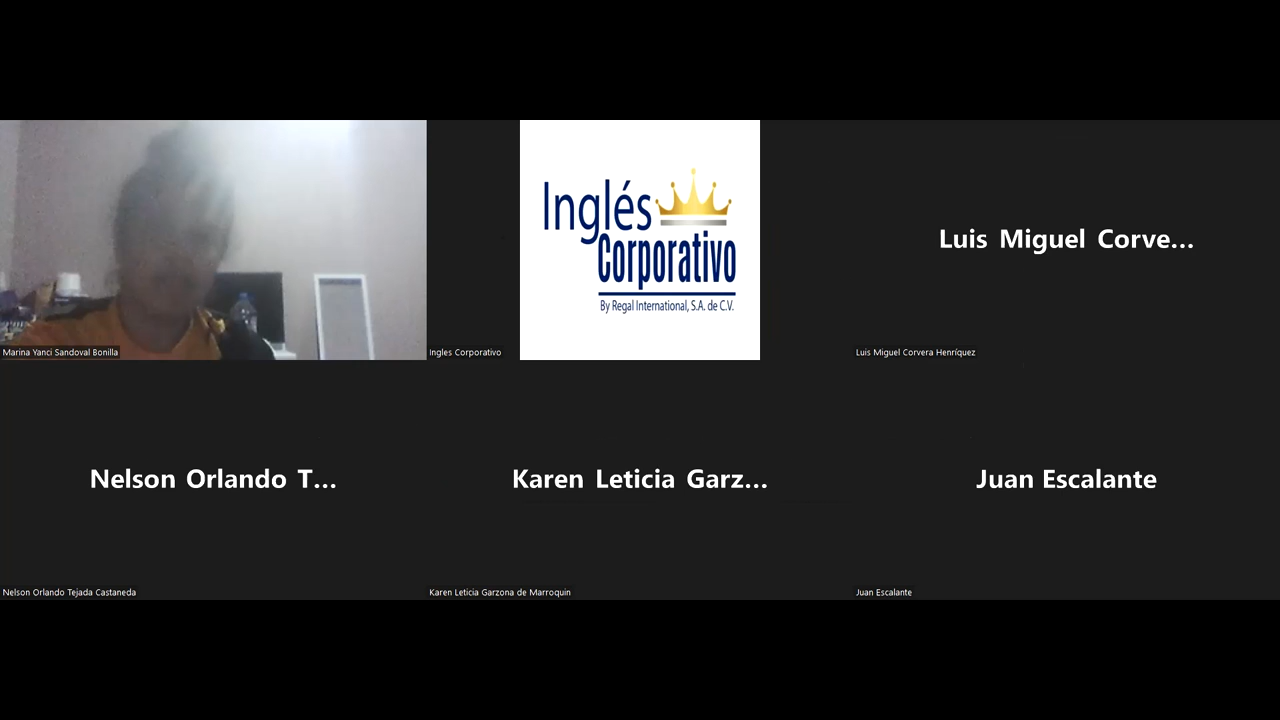 Inglés
Corporativo
By Regal International, S.A. de C.V.
Luis Miguel Corve...
Marina Yanci Sandoval Bonilla
Ingles Corporativo
Luis Miguel Corvera Henríquez
Nelson Orlando T...
Karen Leticia Garz...
Juan Escalante
Nelson Orlando Tejada Castaneda
Karen Leticia Garzona de Marroquin
Juan Escalante